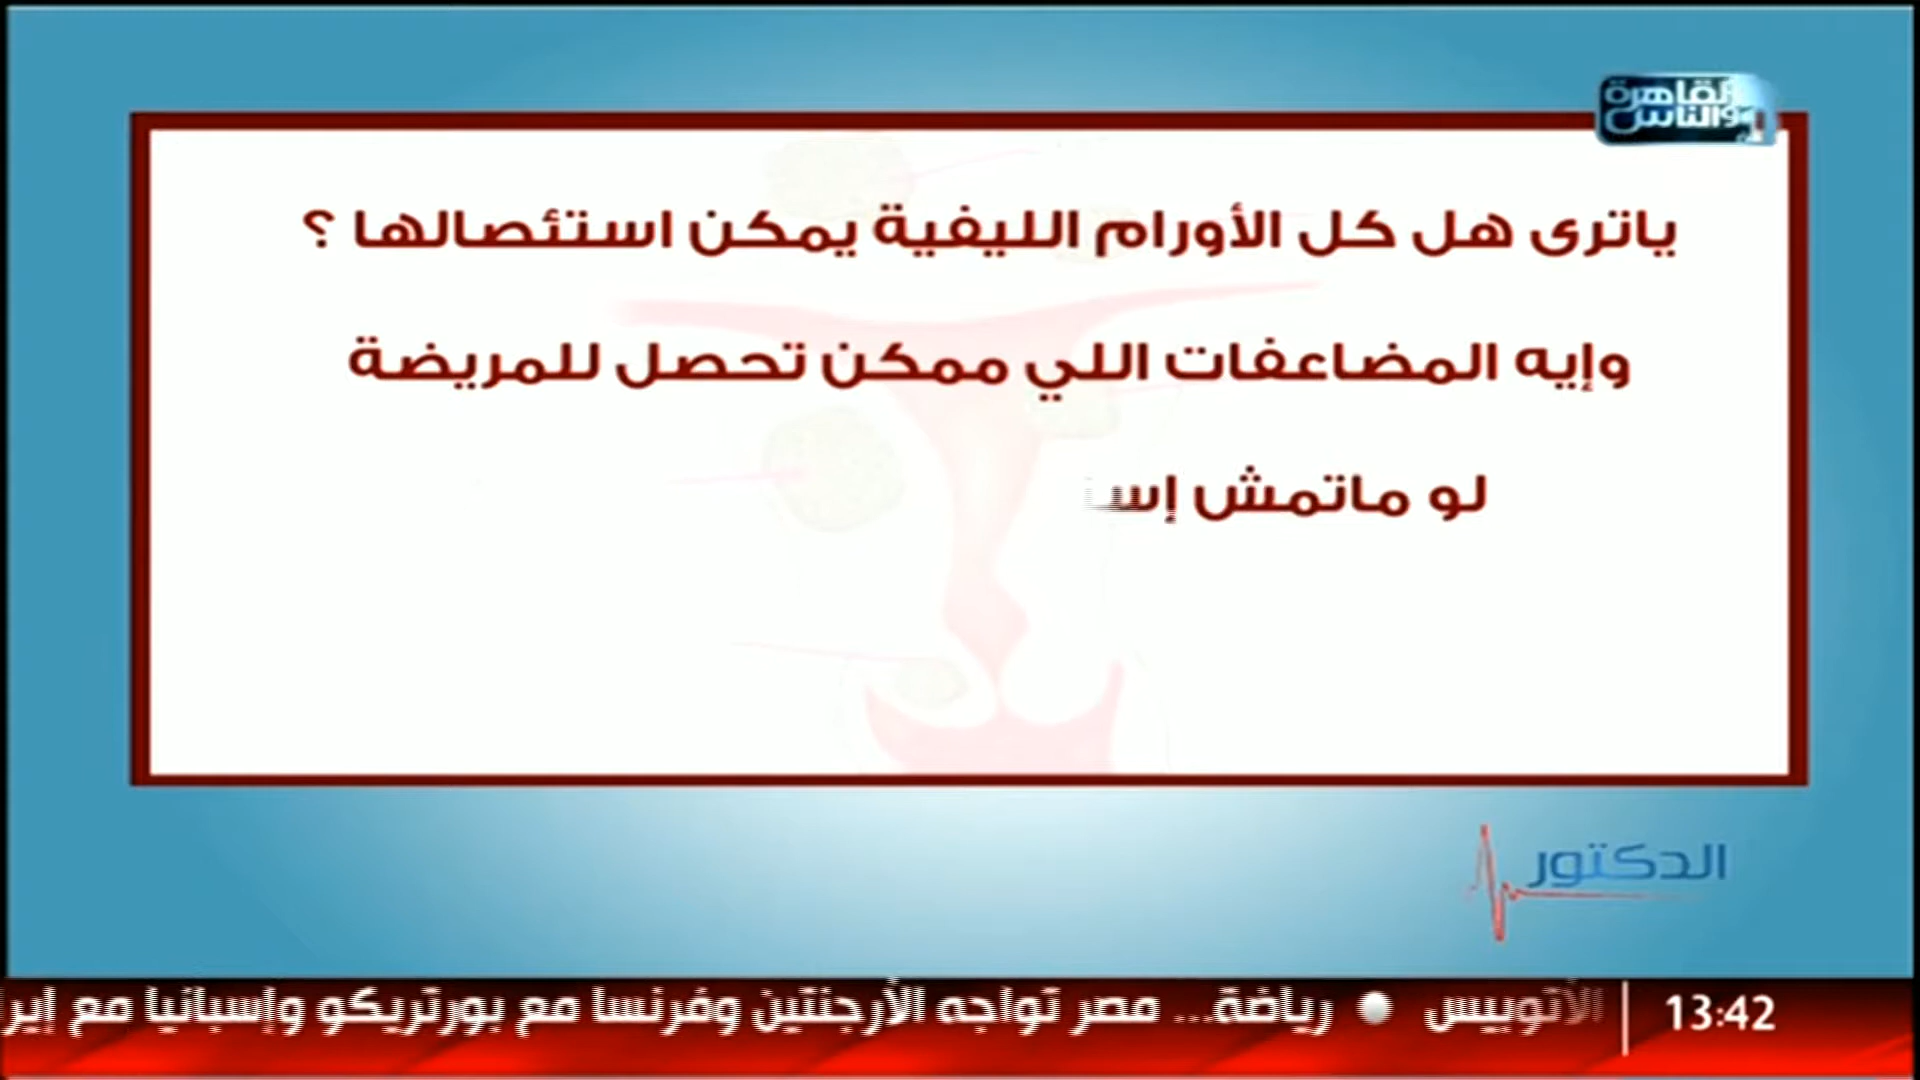 القاهرة
والناس
ياترى هل كل الأورام الليفية يمكن استئصالها ؟
وإيه المضاعفات اللي ممكن تحصل للمريضة
لو ماتمش
الدكتور
13:42
الأتوبيس ● رياضة... مصر تواجه الأرجنتين وفرنسا مع بورتريكو وإسبانيا مع